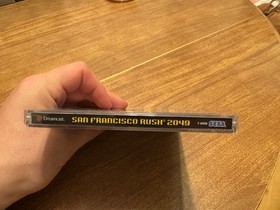 Dreamcast. SAN FRANCISCO RUSH 2049 SEGA